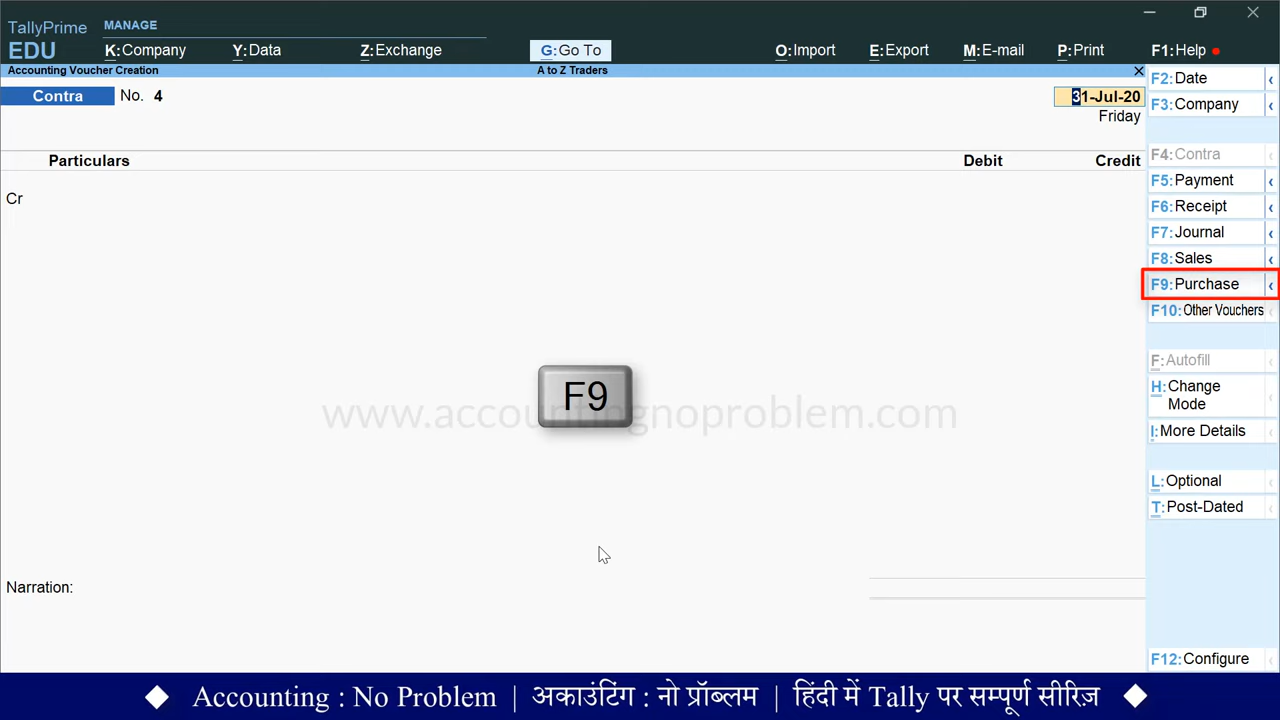 TallyPrime MANAGE
EDU K:Company Y:Data Z:Exchange G:Go To O:Import E:Export M:E-mail P:Print F1:Help
Accounting Voucher Creation A to Z Traders
Contra No. 4 31-Jul-20
Friday
Particulars Debit Credit
Cr
F9
www.accountingnoproblem.com
Narration:
F2:Date
F3:Company
F4:Contra
F5:Payment
F6:Receipt
F7:Journal
F8:Sales
F9:Purchase
F10:Other Vouchers
F:Autofill
H:Change
Mode
I:More Details
L:Optional
T:Post-Dated
F12:Configure
Accounting : No Problem | अकाउंटिंग : नो प्रॉब्लम | हिंदी में Tally पर सम्पूर्ण सीरिज़